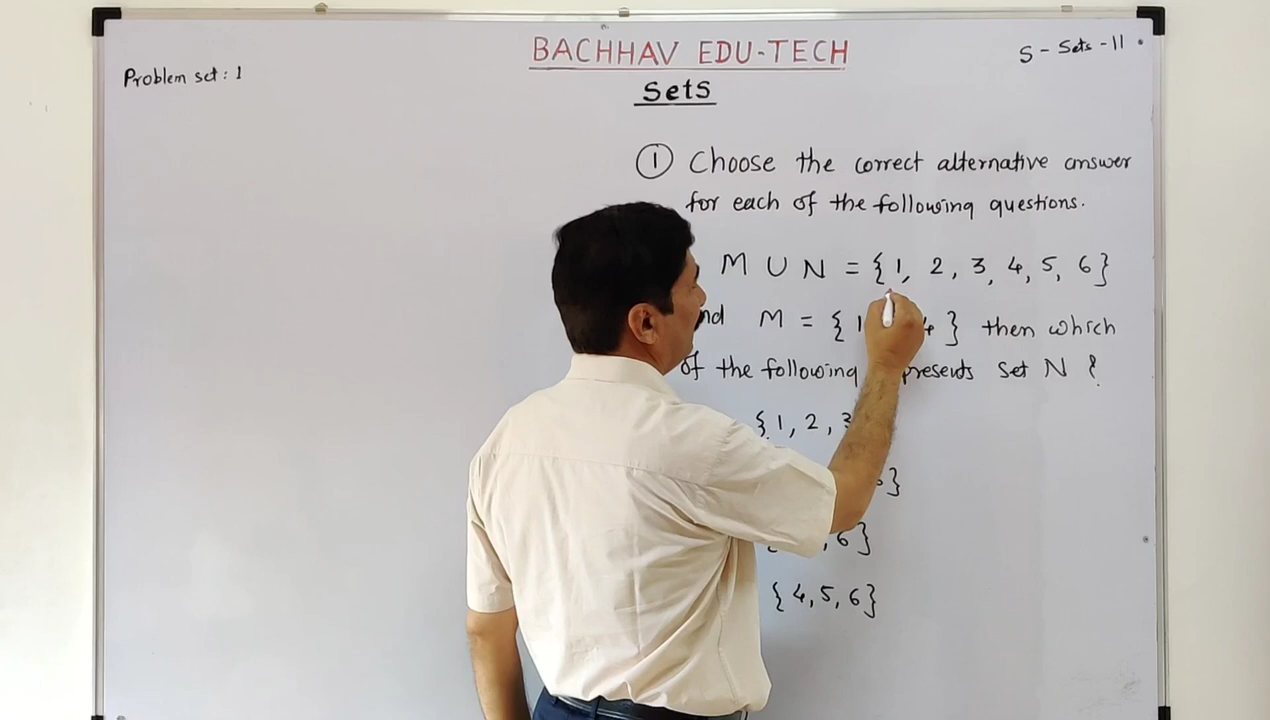 BACHHAV EDU-TECH
S - Sets - 11
Problem set : 1
Sets
① Choose the correct alternative answer
for each of the following questions.
M U N = {1, 2, 3, 4, 5, 6}
M = { 1 4 } then which
of the following set N ?
{1, 2, 3
}
, 6}
{4, 5, 6}